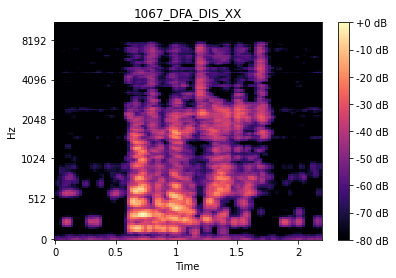 1067_DFA_DIS_XX
Hz
8192
4096
2048
1024
512
0
0
0.5
1
1.5
2
Time
+0 dB
-10 dB
-20 dB
-30 dB
-40 dB
-50 dB
-60 dB
-70 dB
-80 dB